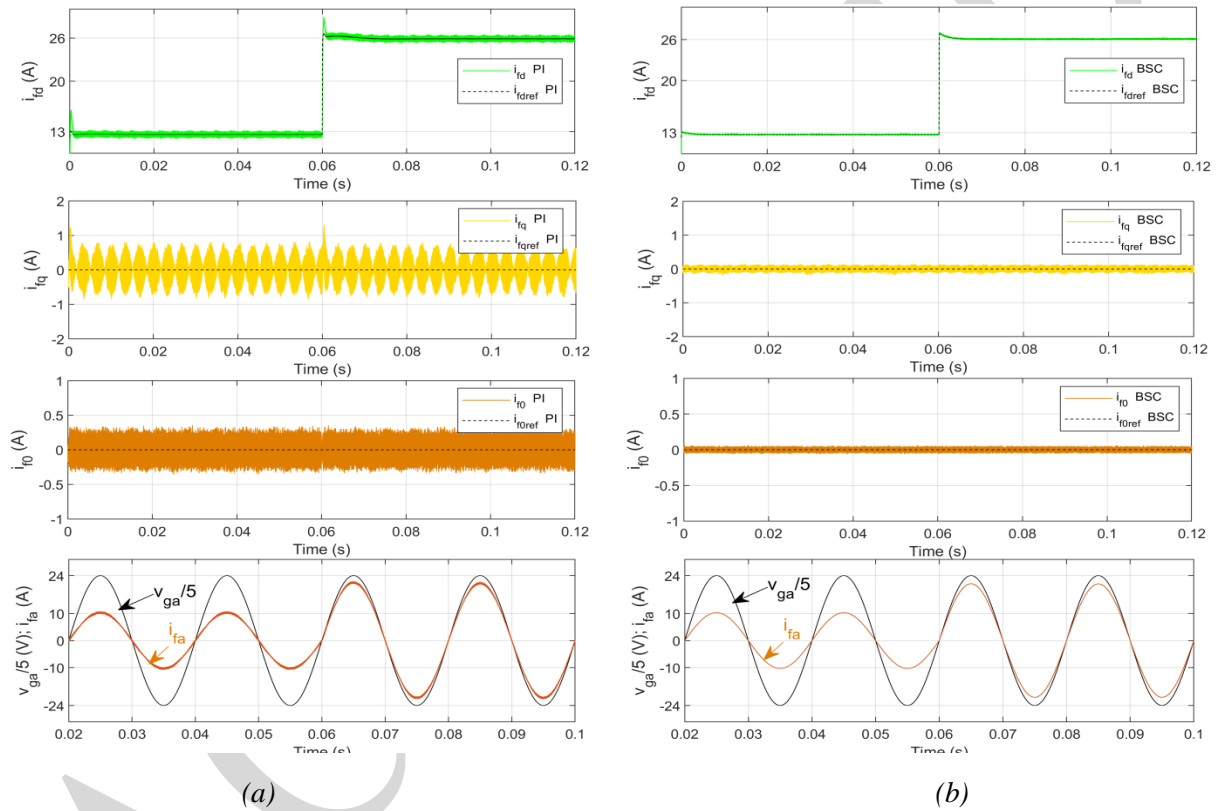 26
20
13
i_fd (A)
i_fd PI
i_fdref PI
0 0.02 0.04 0.06 0.08 0.1 0.12
Time (s)
2
1
0
-1
-2
i_fq (A)
i_fq PI
i_fqref PI
0 0.02 0.04 0.06 0.08 0.1 0.12
Time (s)
1
0.5
0
-0.5
-1
i_f0 (A)
i_f0 PI
i_f0ref PI
0 0.02 0.04 0.06 0.08 0.1 0.12
Time (s)
24
10
0
-10
-24
v_ga/5 (V); i_fa (A)
v_ga/5
i_fa
0.02 0.03 0.04 0.05 0.06 0.07 0.08 0.09 0.1
Time (s)
(a)
26
20
13
i_fd (A)
i_fd BSC
i_fdref BSC
0 0.02 0.04 0.06 0.08 0.1 0.12
Time (s)
2
1
0
-1
-2
i_fq (A)
i_fq BSC
i_fqref BSC
0 0.02 0.04 0.06 0.08 0.1 0.12
Time (s)
1
0.5
0
-0.5
-1
i_f0 (A)
i_f0 BSC
i_f0ref BSC
0 0.02 0.04 0.06 0.08 0.1 0.12
Time (s)
24
10
0
-10
-24
v_ga/5 (V); i_fa (A)
v_ga/5
i_fa
0.02 0.03 0.04 0.05 0.06 0.07 0.08 0.09 0.1
Time (s)
(b)